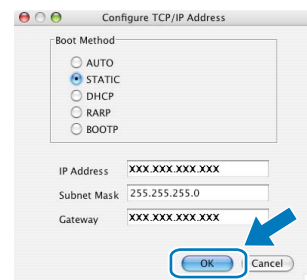 Configure TCP/IP Address
Boot Method
AUTO
STATIC
DHCP
RARP
BOOTP
IP Address XXX.XXX.XXX.XXX
Subnet Mask 255.255.255.0
Gateway XXX.XXX.XXX.XXX
OK Cancel